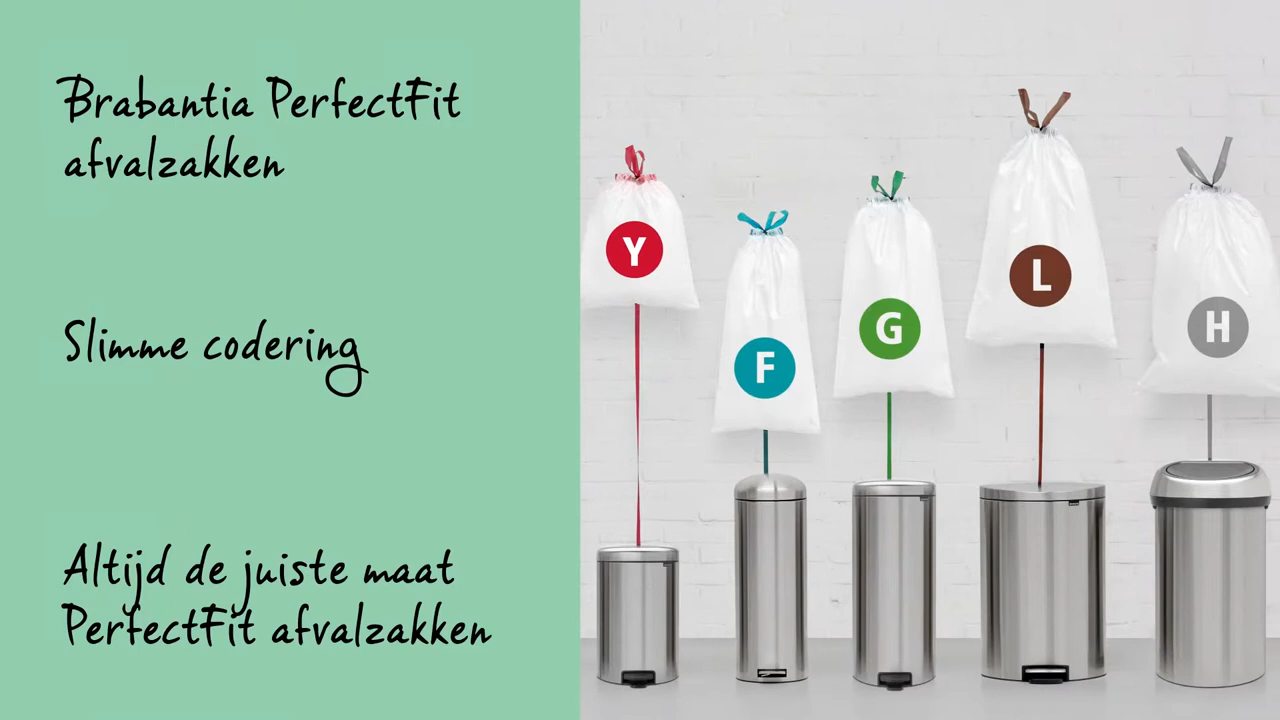 Brabantia PerfectFit
afvalzakken
Slimme codering
Altijd de juiste maat
PerfectFit afvalzakken
Y
F
G
L
H